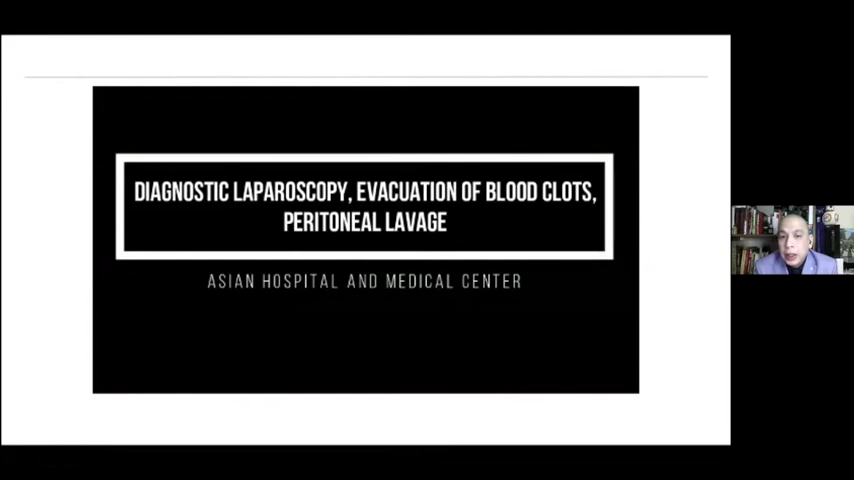 DIAGNOSTIC LAPAROSCOPY, EVACUATION OF BLOOD CLOTS,
PERITONEAL LAVAGE
ASIAN HOSPITAL AND MEDICAL CENTER